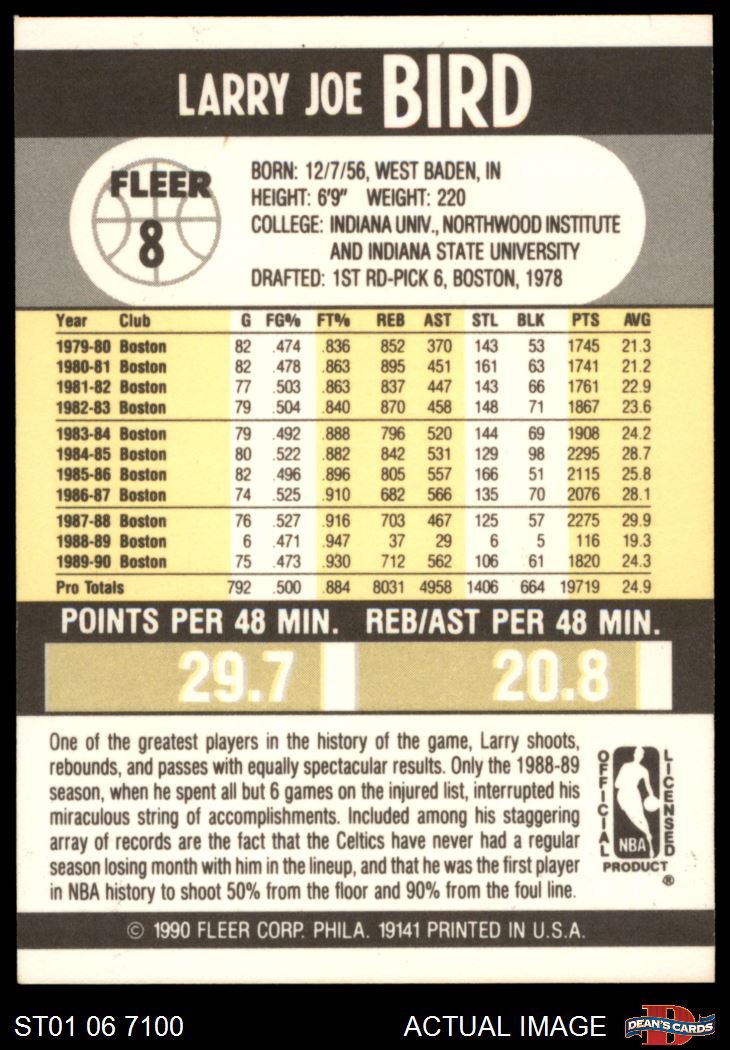 LARRY JOE BIRD
FLEER
8
BORN: 12/7/56, WEST BADEN, IN
HEIGHT: 6'9" WEIGHT: 220
COLLEGE: INDIANA UNIV., NORTHWOOD INSTITUTE
AND INDIANA STATE UNIVERSITY
DRAFTED: 1ST RD-PICK 6, BOSTON, 1978
Year Club G FG% FT% REB AST STL BLK PTS AVG
1979-80 Boston 82 .474 .836 852 370 143 53 1745 21.3
1980-81 Boston 82 .478 .863 895 451 161 63 1741 21.2
1981-82 Boston 77 .503 .863 837 447 143 66 1761 22.9
1982-83 Boston 79 .504 .840 870 458 148 71 1867 23.6
1983-84 Boston 79 .492 .888 796 520 144 69 1908 24.2
1984-85 Boston 80 .522 .882 842 531 129 98 2295 28.7
1985-86 Boston 82 .496 .896 805 557 166 51 2115 25.8
1986-87 Boston 74 .525 .910 682 566 135 70 2076 28.1
1987-88 Boston 76 .527 .916 703 467 125 57 2275 29.9
1988-89 Boston 6 .471 .947 37 29 6 5 116 19.3
1989-90 Boston 75 .473 .930 712 562 106 61 1820 24.3
Pro Totals 792 .500 .884 8031 4958 1406 664 19719 24.9
POINTS PER 48 MIN. REB/AST PER 48 MIN.
29.7 20.8
One of the greatest players in the history of the game, Larry shoots,
rebounds, and passes with equally spectacular results. Only the 1988-89
season, when he spent all but 6 games on the injured list, interrupted his
miraculous string of accomplishments. Included among his staggering
array of records are the fact that the Celtics have never had a regular
season losing month with him in the lineup, and that he was the first player
in NBA history to shoot 50% from the floor and 90% from the foul line.
OFFICIAL
LICENSED
NBA
PRODUCT
®
© 1990 FLEER CORP. PHILA. 19141 PRINTED IN U.S.A.
ST01 06 7100
ACTUAL IMAGE
D
DEAN'S CARDS